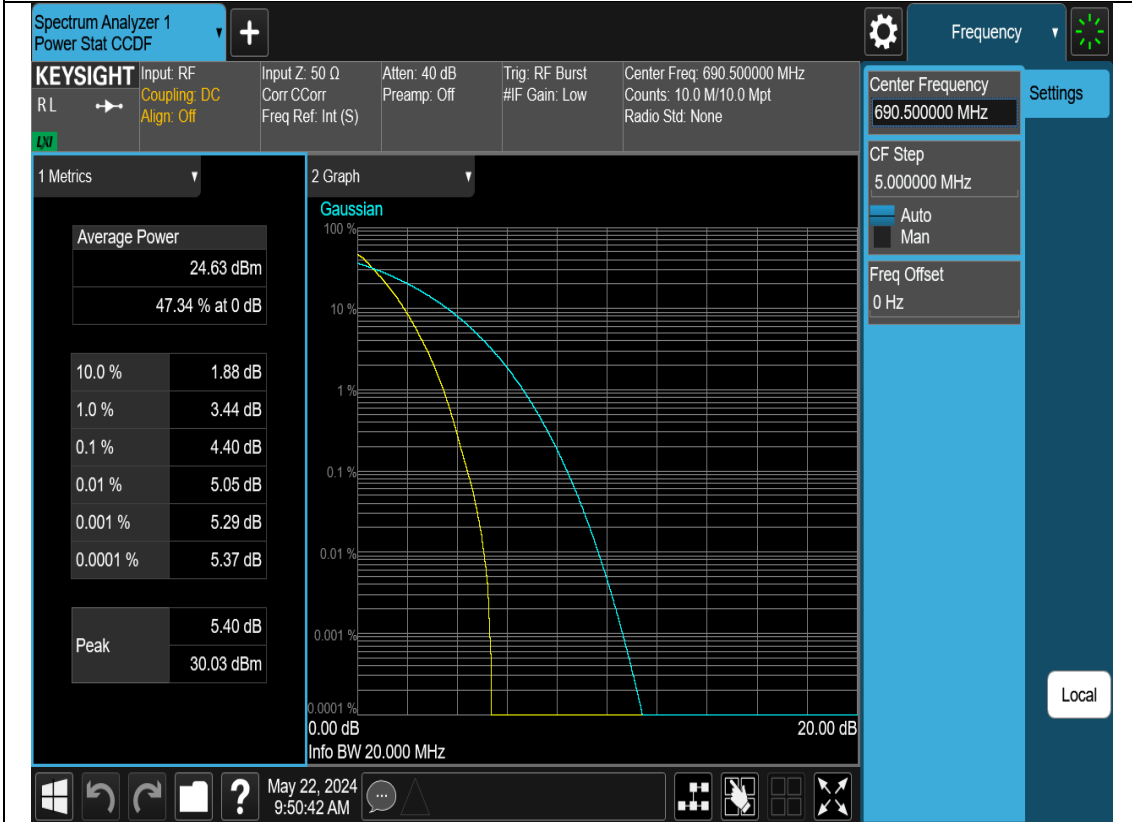 Spectrum Analyzer 1
Power Stat CCDF
Frequency
KEYSIGHT
RL
LXI
Input: RF
Coupling: DC
Align: Off
Input Z: 50 Ω
Corr CCorr
Freq Ref: Int (S)
Atten: 40 dB
Preamp: Off
Trig: RF Burst
#IF Gain: Low
Center Freq: 690.500000 MHz
Counts: 10.0 M/10.0 Mpt
Radio Std: None
Center Frequency
690.500000 MHz
Settings
CF Step
5.000000 MHz
Auto
Man
Freq Offset
0 Hz
Local
1 Metrics
Average Power
24.63 dBm
47.34 % at 0 dB
10.0 % 1.88 dB
1.0 % 3.44 dB
0.1 % 4.40 dB
0.01 % 5.05 dB
0.001 % 5.29 dB
0.0001 % 5.37 dB
Peak 5.40 dB
30.03 dBm
2 Graph
Gaussian
100 %
10 %
1 %
0.1 %
0.01 %
0.001 %
0.0001 %
0.00 dB 20.00 dB
Info BW 20.000 MHz
?
May 22, 2024
9:50:42 AM